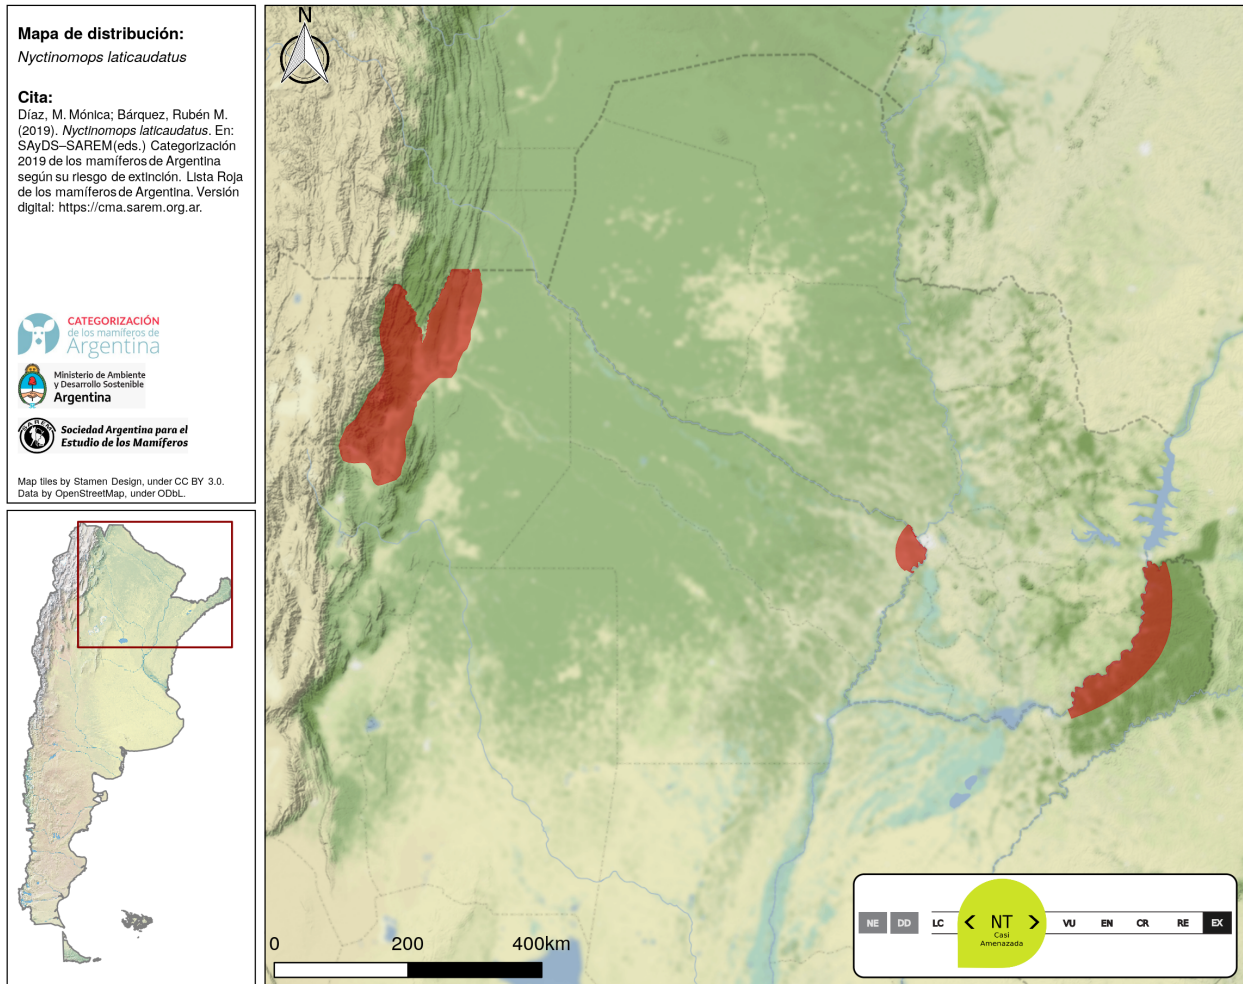 Mapa de distribución:
Nyctinomops laticaudatus
Cita:
Díaz, M. Mónica; Bárquez, Rubén M.
(2019). Nyctinomops laticaudatus. En:
SAyDS–SAREM(eds.) Categorización
2019 de los mamíferos de Argentina
según su riesgo de extinción. Lista Roja
de los mamíferos de Argentina. Versión
digital: https://cma.sarem.org.ar.
CATEGORIZACIÓN
de los mamíferos de
Argentina
Ministerio de Ambiente
y Desarrollo Sostenible
Argentina
SAREM
Sociedad Argentina para el
Estudio de los Mamíferos
Map tiles by Stamen Design, under CC BY 3.0.
Data by OpenStreetMap, under ODbL.
N
0 200 400km
NE DD LC < NT > VU EN CR RE EX
Casi
Amenazada